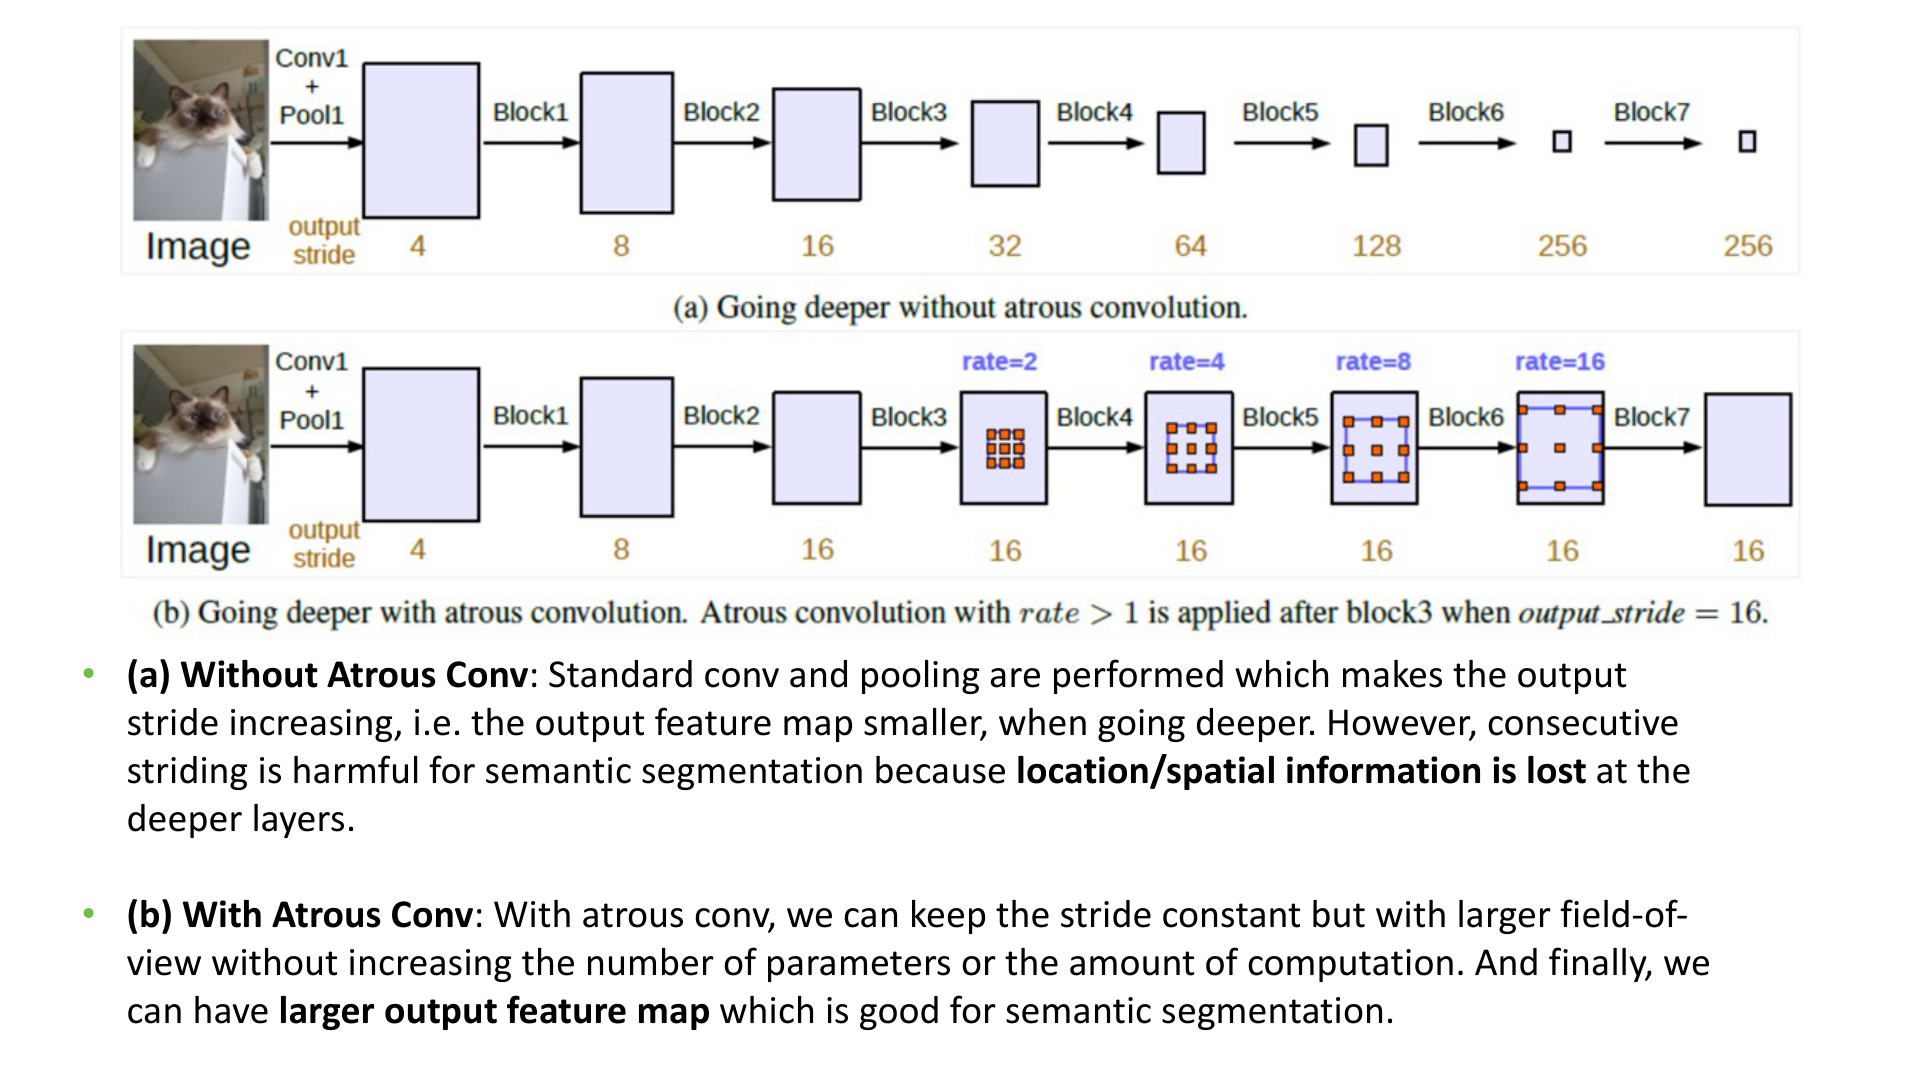 Conv1
+
Pool1
Block1 Block2 Block3 Block4 Block5 Block6 Block7
Image
output
stride
4 8 16 32 64 128 256 256
(a) Going deeper without atrous convolution.
Conv1
+
Pool1
rate=2 rate=4 rate=8 rate=16
Block1 Block2 Block3 Block4 Block5 Block6 Block7
Image
output
stride
4 8 16 16 16 16 16 16
(b) Going deeper with atrous convolution. Atrous convolution with rate > 1 is applied after block3 when output_stride = 16.
• (a) Without Atrous Conv: Standard conv and pooling are performed which makes the output
stride increasing, i.e. the output feature map smaller, when going deeper. However, consecutive
striding is harmful for semantic segmentation because location/spatial information is lost at the
deeper layers.
• (b) With Atrous Conv: With atrous conv, we can keep the stride constant but with larger field-of-
view without increasing the number of parameters or the amount of computation. And finally, we
can have larger output feature map which is good for semantic segmentation.